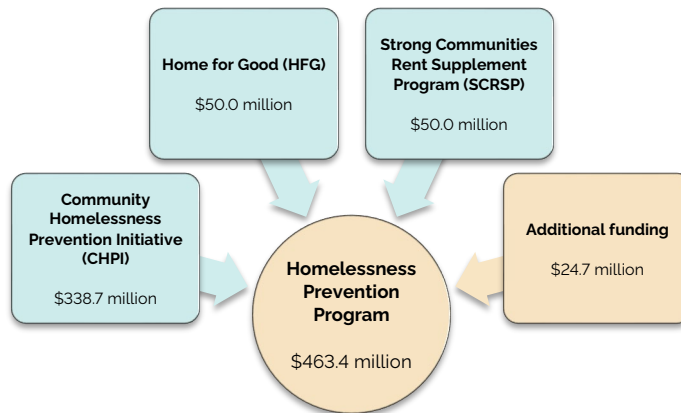 Home for Good (HFG)
$50.0 million
Strong Communities
Rent Supplement
Program (SCRSP)
$50.0 million
Community
Homelessness
Prevention Initiative
(CHPI)
$338.7 million
Additional funding
$24.7 million
Homelessness
Prevention
Program
$463.4 million